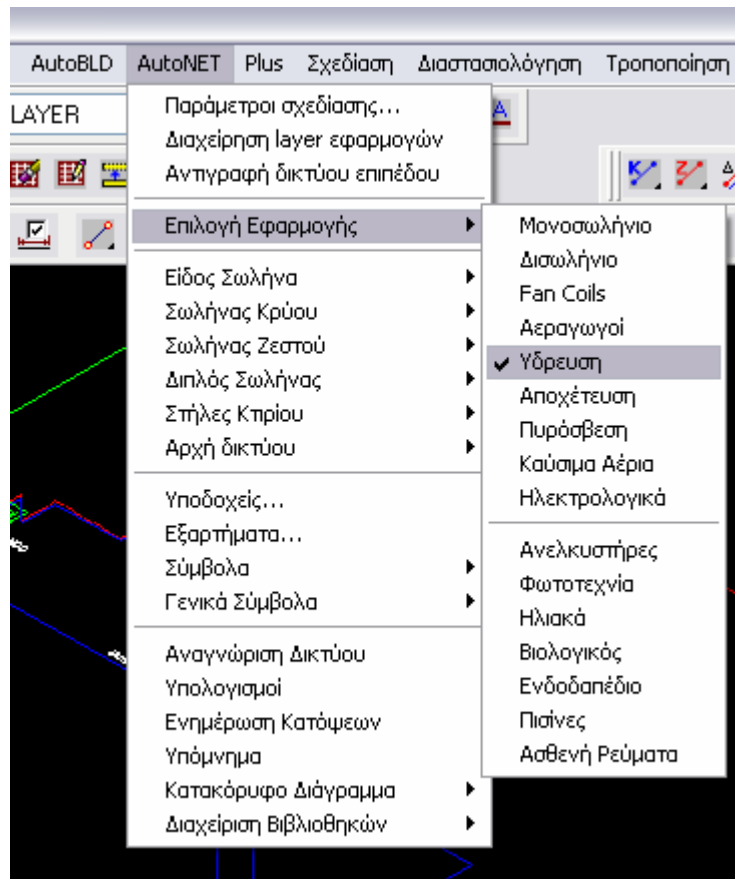 AutoBLD AutoNET Plus Σχεδίαση Διαστασιολόγηση Τροποποίηση
LAYER
A
Παράμετροι σχεδίασης...
Διαχείρηση layer εφαρμογών
Αντιγραφή δικτύου επιπέδου
Επιλογή Εφαρμογής
Είδος Σωλήνα
Σωλήνας Κρύου
Σωλήνας Ζεστού
Διπλός Σωλήνας
Στήλες Κτιρίου
Αρχή δικτύου
Υποδοχείς...
Εξαρτήματα...
Σύμβολα
Γενικά Σύμβολα
Αναγνώριση Δικτύου
Υπολογισμοί
Ενημέρωση Κατόψεων
Υπόμνημα
Κατακόρυφο Διάγραμμα
Διαχείριση Βιβλιοθηκών
Μονοσωλήνιο
Δισωλήνιο
Fan Coils
Αεραγωγοί
Υδρευση
Αποχέτευση
Πυρόσβεση
Καύσιμα Αέρια
Ηλεκτρολογικά
Ανελκυστήρες
Φωτοτεχνία
Ηλιακά
Βιολογικός
Ενδοδαπέδιο
Πισίνες
Ασθενή Ρεύματα